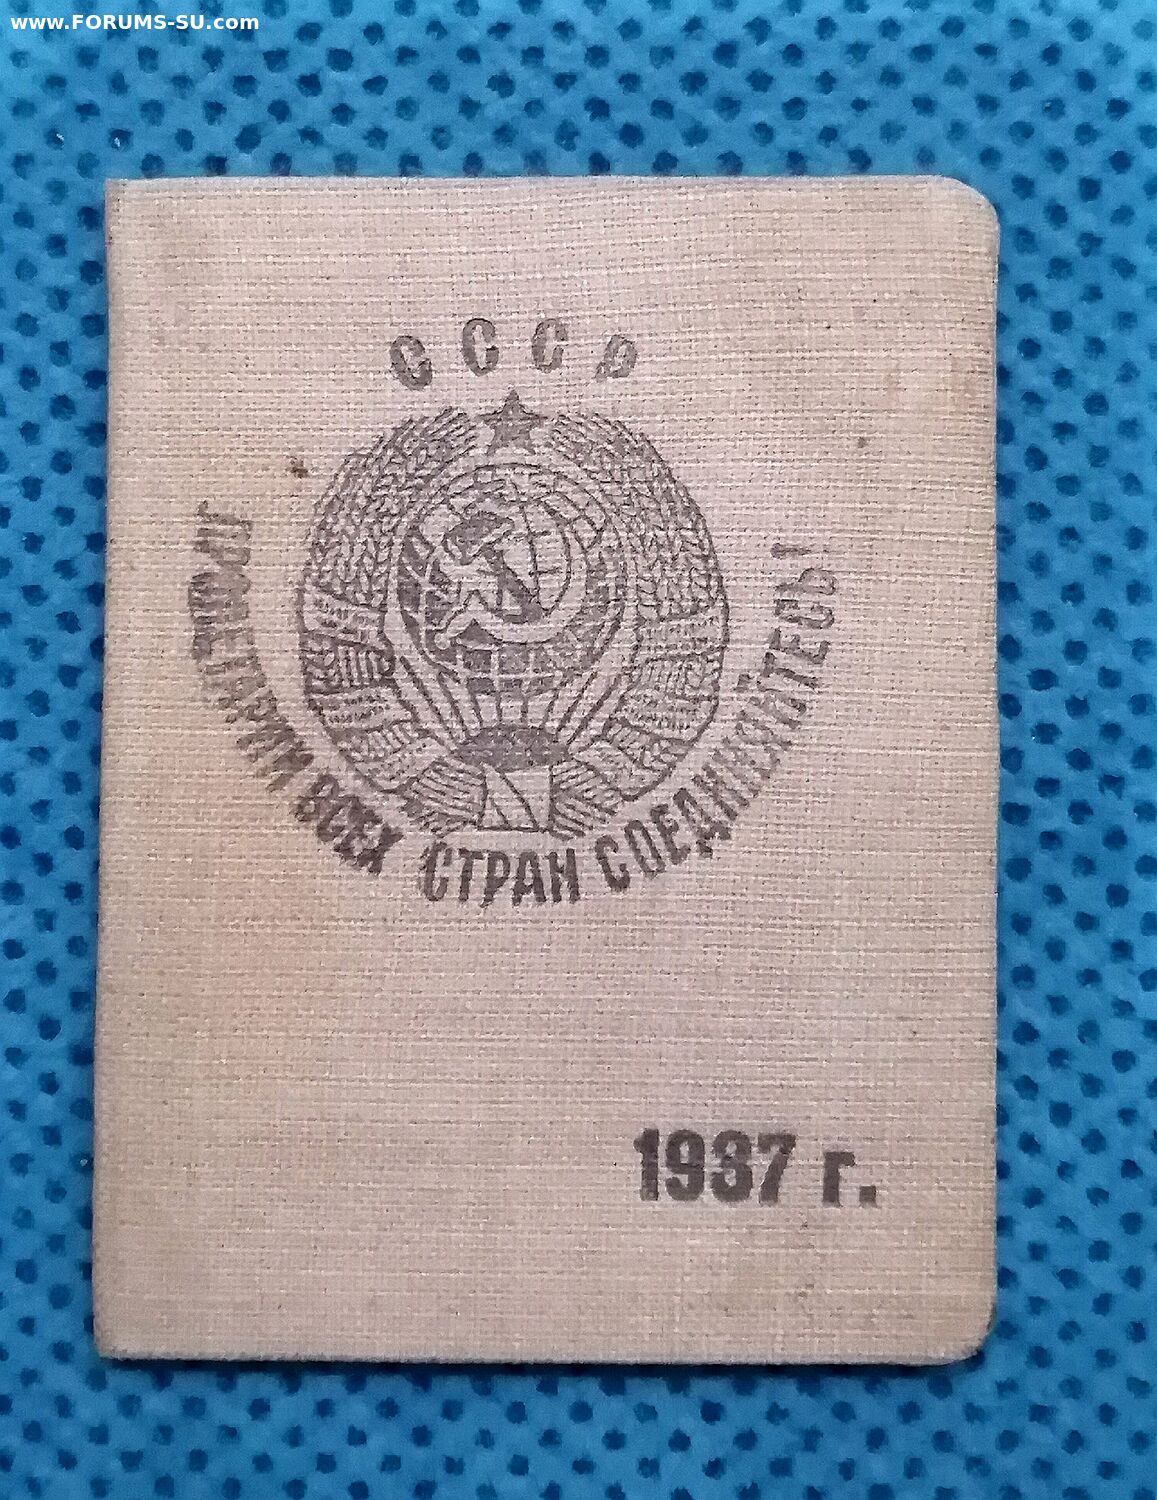 www.FORUMS-SU.com
СССР
ПРОЛЕТАРИИ ВСЕХ СТРАН СОЕДИНЯЙТЕСЬ!
1937 г.